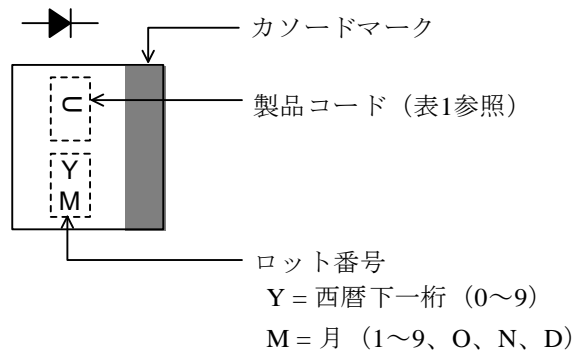 カソードマーク
U
製品コード（表1参照）
Y
M
ロット番号
Y = 西暦下一桁（0～9）
M = 月（1～9、O、N、D）